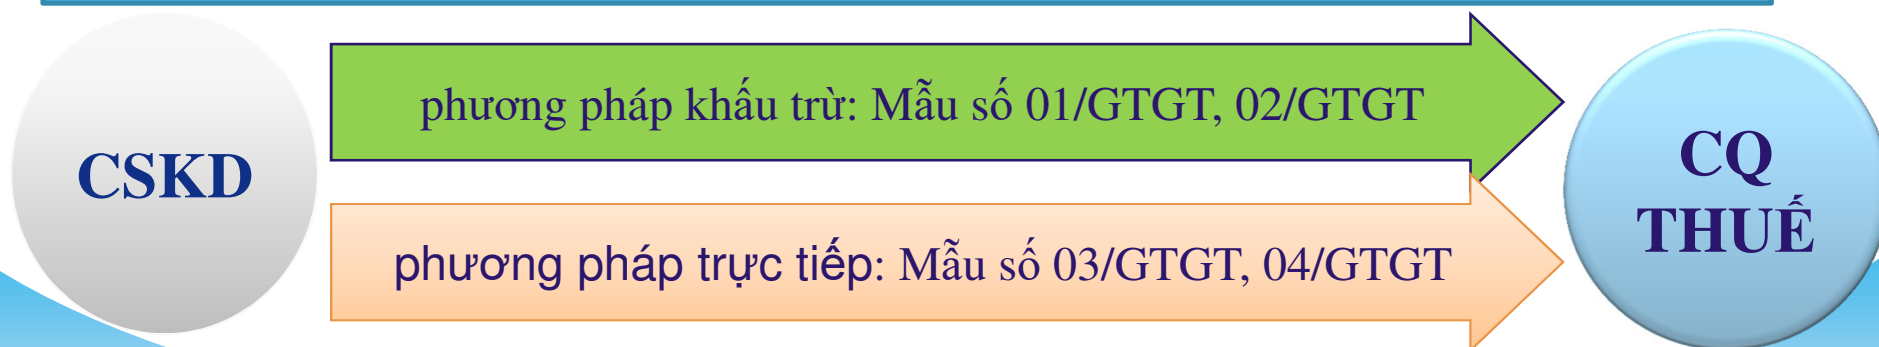 CSKD
phương pháp khấu trừ: Mẫu số 01/GTGT, 02/GTGT
phương pháp trực tiếp: Mẫu số 03/GTGT, 04/GTGT
CQ
THUẾ